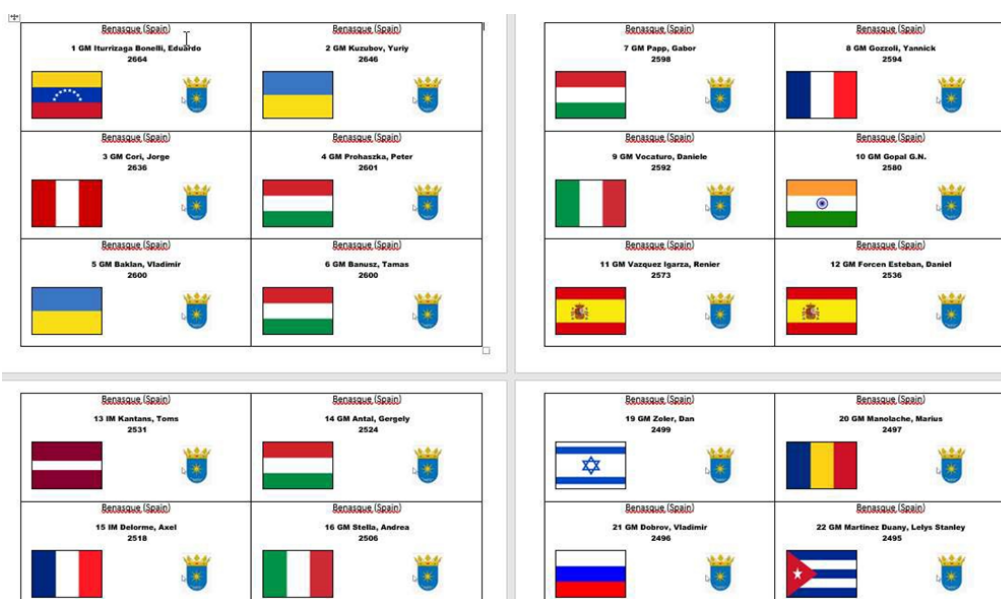 Benasque (Spain)
1 GM Iturrizaga Bonelli, Eduardo
2664
Benasque (Spain)
2 GM Kuzubov, Yuriy
2646
Benasque (Spain)
3 GM Cori, Jorge
2636
Benasque (Spain)
4 GM Prohaszka, Peter
2601
Benasque (Spain)
5 GM Baklan, Vladimir
2600
Benasque (Spain)
6 GM Banusz, Tamas
2600
Benasque (Spain)
7 GM Papp, Gabor
2598
Benasque (Spain)
8 GM Gozzoli, Yannick
2594
Benasque (Spain)
9 GM Vocaturo, Daniele
2592
Benasque (Spain)
10 GM Gopal G.N.
2580
Benasque (Spain)
11 GM Vazquez Igarza, Renier
2573
Benasque (Spain)
12 GM Forcen Esteban, Daniel
2536
Benasque (Spain)
13 IM Kantans, Toms
2531
Benasque (Spain)
14 GM Antal, Gergely
2524
Benasque (Spain)
15 IM Delorme, Axel
2518
Benasque (Spain)
16 GM Stella, Andrea
2506
Benasque (Spain)
19 GM Zoler, Dan
2499
Benasque (Spain)
20 GM Manolache, Marius
2497
Benasque (Spain)
21 GM Dobrov, Vladimir
2496
Benasque (Spain)
22 GM Martinez Duany, Lelys Stanley
2495